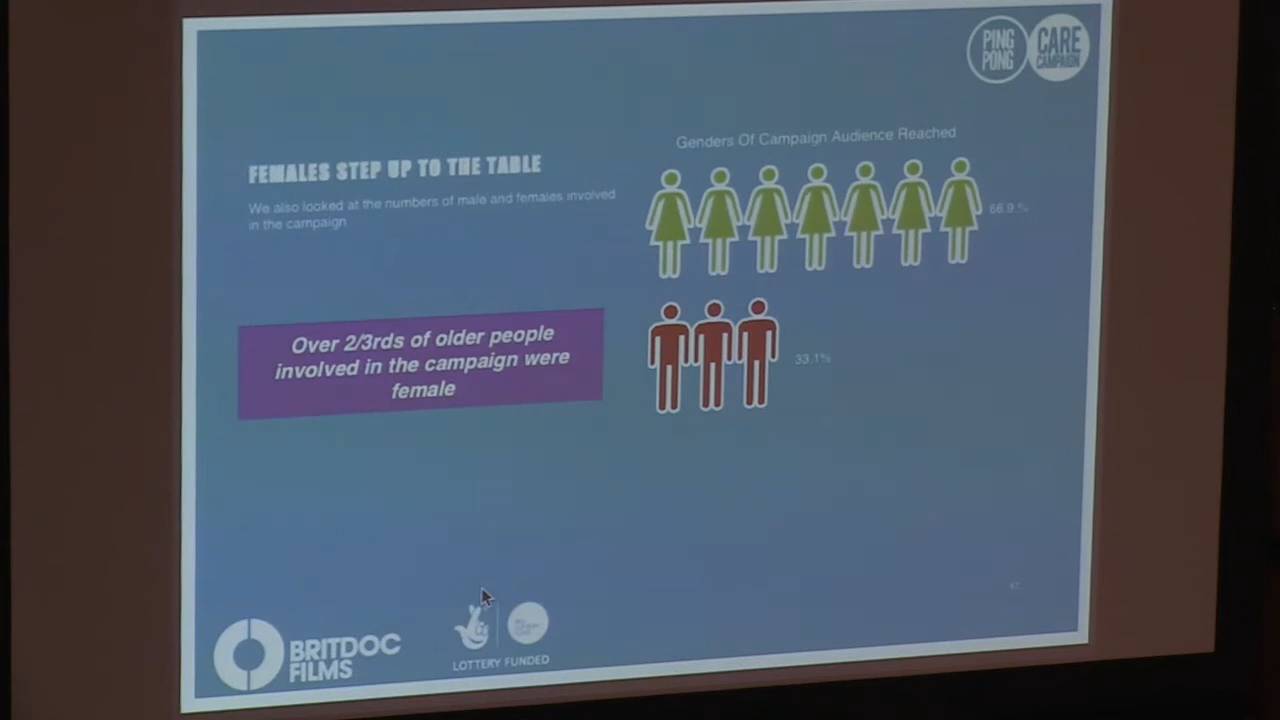 PING
PONG
CARE
CAMPAIGN
Genders Of Campaign Audience Reached
FEMALES STEP UP TO THE TABLE
We also looked at the numbers of male and females involved
in the campaign
66.9.%
Over 2/3rds of older people
involved in the campaign were
female
33.1%
BRITDOC
FILMS
LOTTERY FUNDED